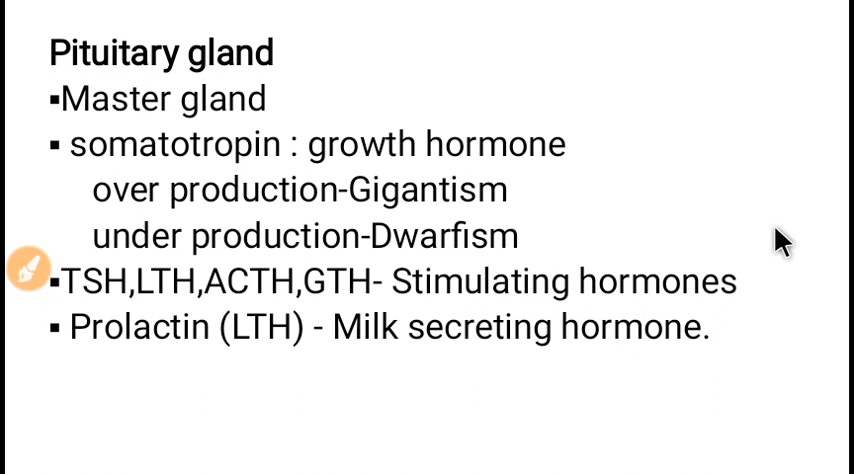 Pituitary gland
▪Master gland
▪ somatotropin : growth hormone
over production-Gigantism
under production-Dwarfism
▪TSH,LTH,ACTH,GTH- Stimulating hormones
▪ Prolactin (LTH) - Milk secreting hormone.